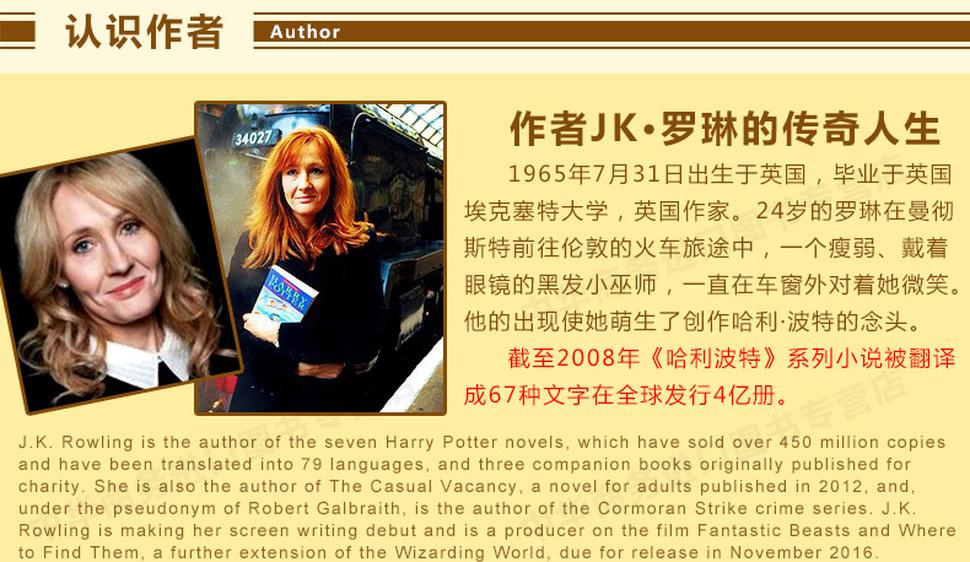 认识作者
Author
34027
HARRY
POTTER
作者JK·罗琳的传奇人生
1965年7月31日出生于英国，毕业于英国
埃克塞特大学，英国作家。24岁的罗琳在曼彻
斯特前往伦敦的火车旅途中，一个瘦弱、戴着
眼镜的黑发小巫师，一直在车窗外对着她微笑。
他的出现使她萌生了创作哈利·波特的念头。
截至2008年《哈利波特》系列小说被翻译
成67种文字在全球发行4亿册。
J.K. Rowling is the author of the seven Harry Potter novels, which have sold over 450 million copies
and have been translated into 79 languages, and three companion books originally published for
charity. She is also the author of The Casual Vacancy, a novel for adults published in 2012, and,
under the pseudonym of Robert Galbraith, is the author of the Cormoran Strike crime series. J.K.
Rowling is making her screen writing debut and is a producer on the film Fantastic Beasts and Where
to Find Them, a further extension of the Wizarding World, due for release in November 2016.